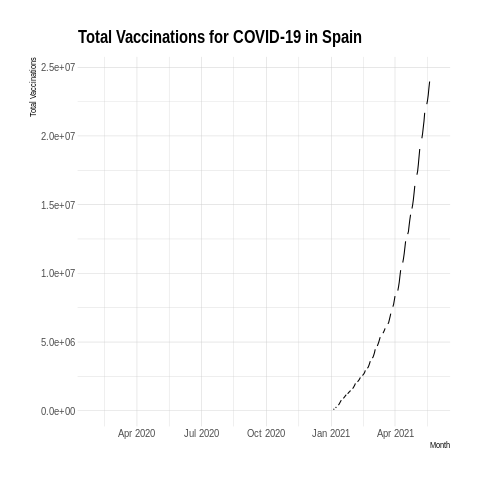 Total Vaccinations for COVID-19 in Spain
Total Vaccinations
2.5e+07
2.0e+07
1.5e+07
1.0e+07
5.0e+06
0.0e+00
Apr 2020 Jul 2020 Oct 2020 Jan 2021 Apr 2021
Month